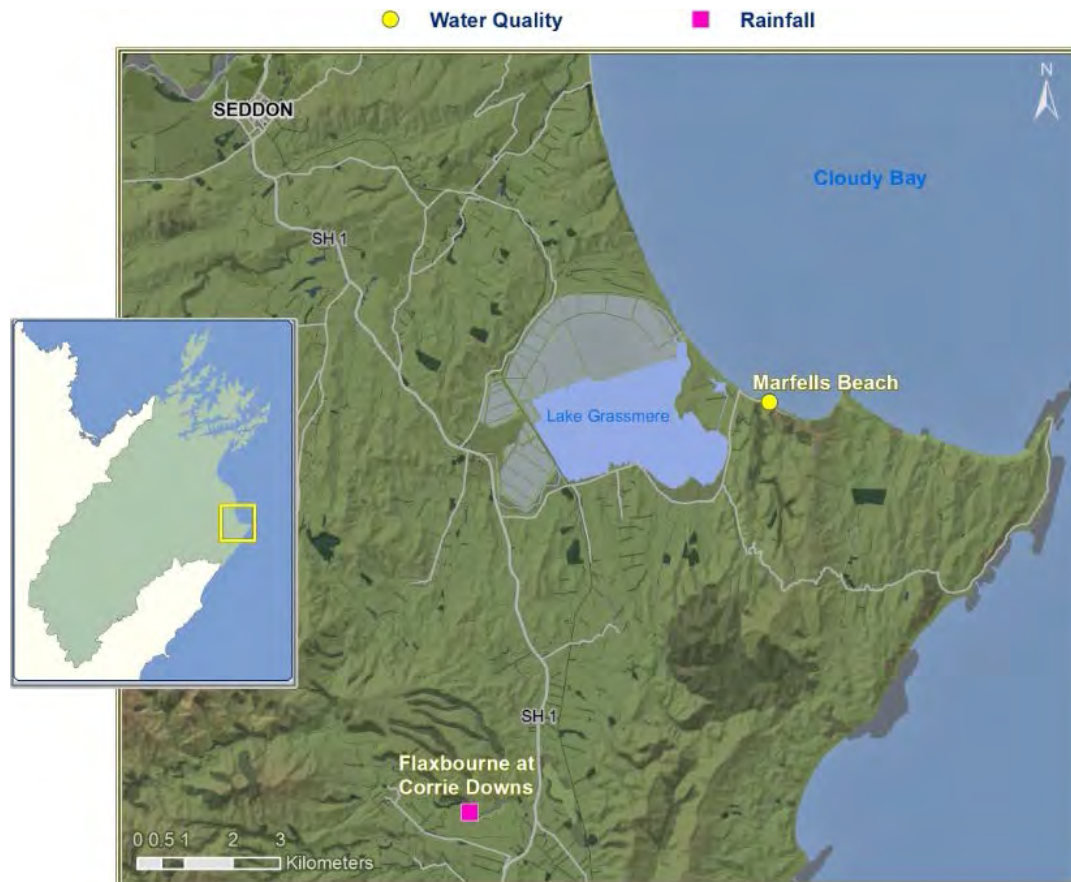 Water Quality
Rainfall
N
SEDDON
Cloudy Bay
SH 1
Marfells Beach
Lake Grassmere
SH 1
Flaxbourne at
Corrie Downs
0 0.5 1 2 3
Kilometers